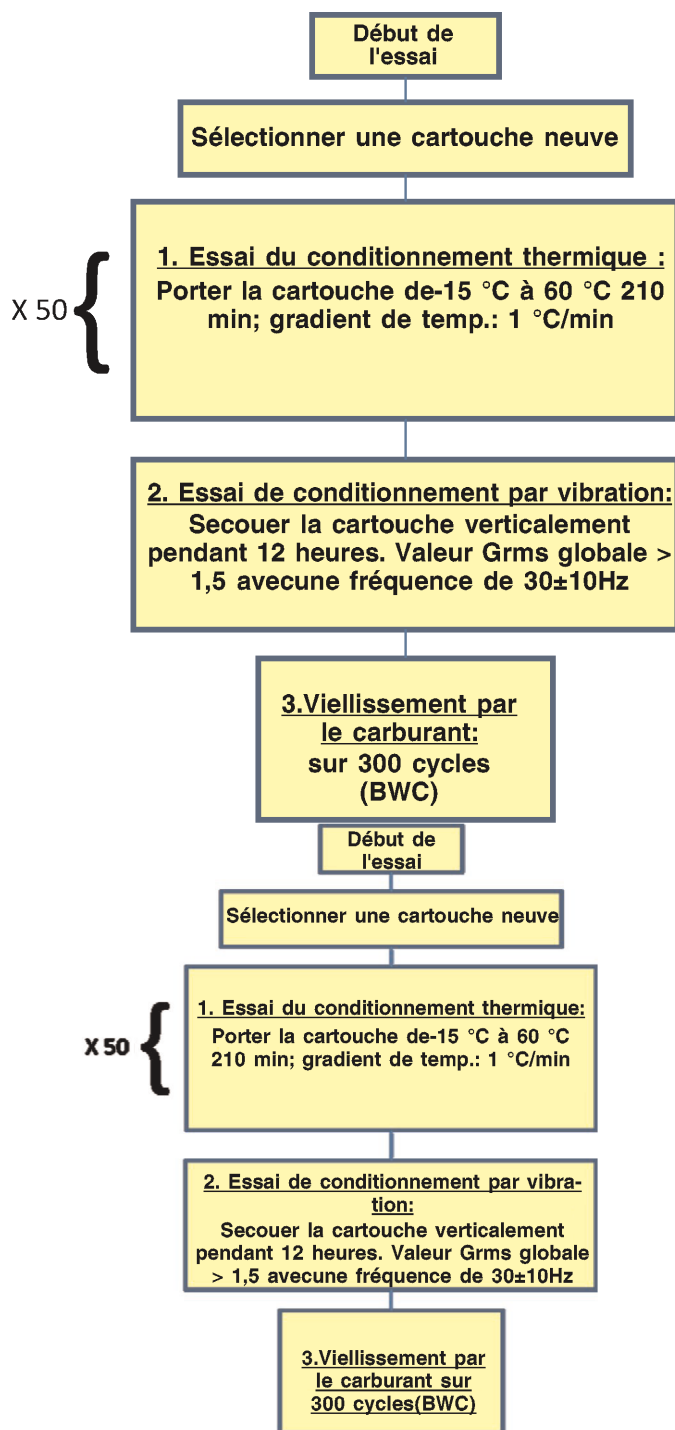 Début de
l'essai
Sélectionner une cartouche neuve
1. Essai du conditionnement thermique :
Porter la cartouche de-15 °C à 60 °C 210
min; gradient de temp.: 1 °C/min
X 50
2. Essai de conditionnement par vibration:
Secouer la cartouche verticalement
pendant 12 heures. Valeur Grms globale >
1,5 avecune fréquence de 30±10Hz
3.Viellissement par
le carburant:
sur 300 cycles
(BWC)
Début de
l'essai
Sélectionner une cartouche neuve
1. Essai du conditionnement thermique:
Porter la cartouche de-15 °C à 60 °C
210 min; gradient de temp.: 1 °C/min
X 50
2. Essai de conditionnement par vibra-
tion:
Secouer la cartouche verticalement
pendant 12 heures. Valeur Grms globale
> 1,5 avecune fréquence de 30±10Hz
3.Viellissement par
le carburant sur
300 cycles(BWC)